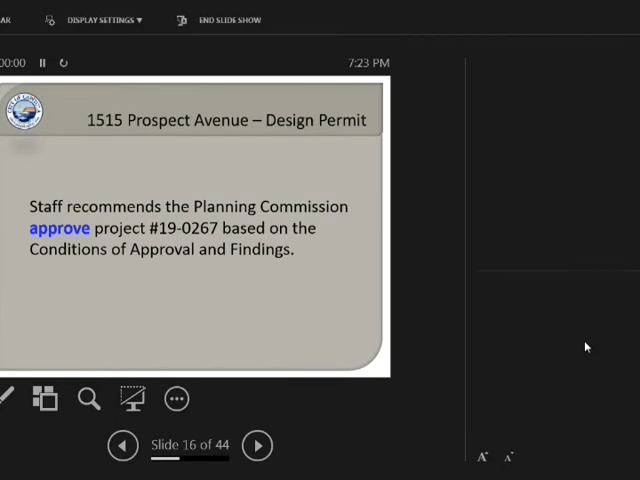 AR DISPLAY SETTINGS ▼ END SLIDE SHOW
00:00 7:23 PM
1515 Prospect Avenue – Design Permit
Staff recommends the Planning Commission
approve project #19-0267 based on the
Conditions of Approval and Findings.
Slide 16 of 44
A A